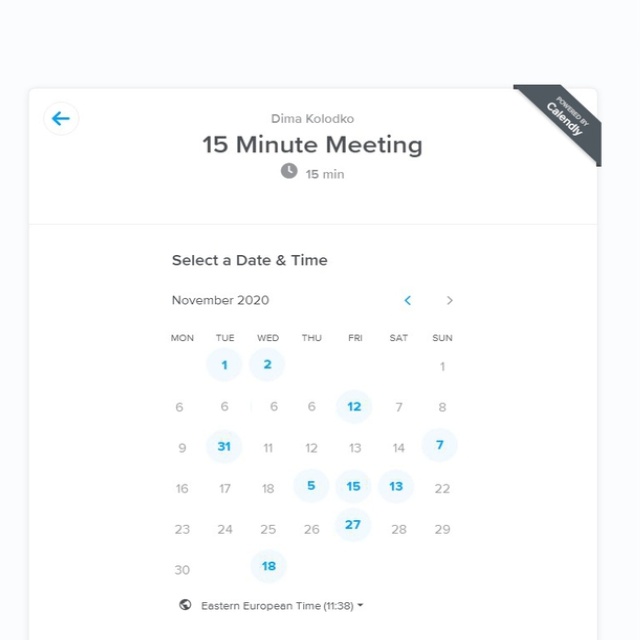 POWERED BY
Calendly
Dima Kolodko
15 Minute Meeting
15 min
Select a Date & Time
November 2020
MON TUE WED THU FRI SAT SUN
1 2 1
6 6 6 6 12 7 8
9 31 11 12 13 14 7
16 17 18 5 15 13 22
23 24 25 26 27 28 29
30 18
Eastern European Time (11:38)